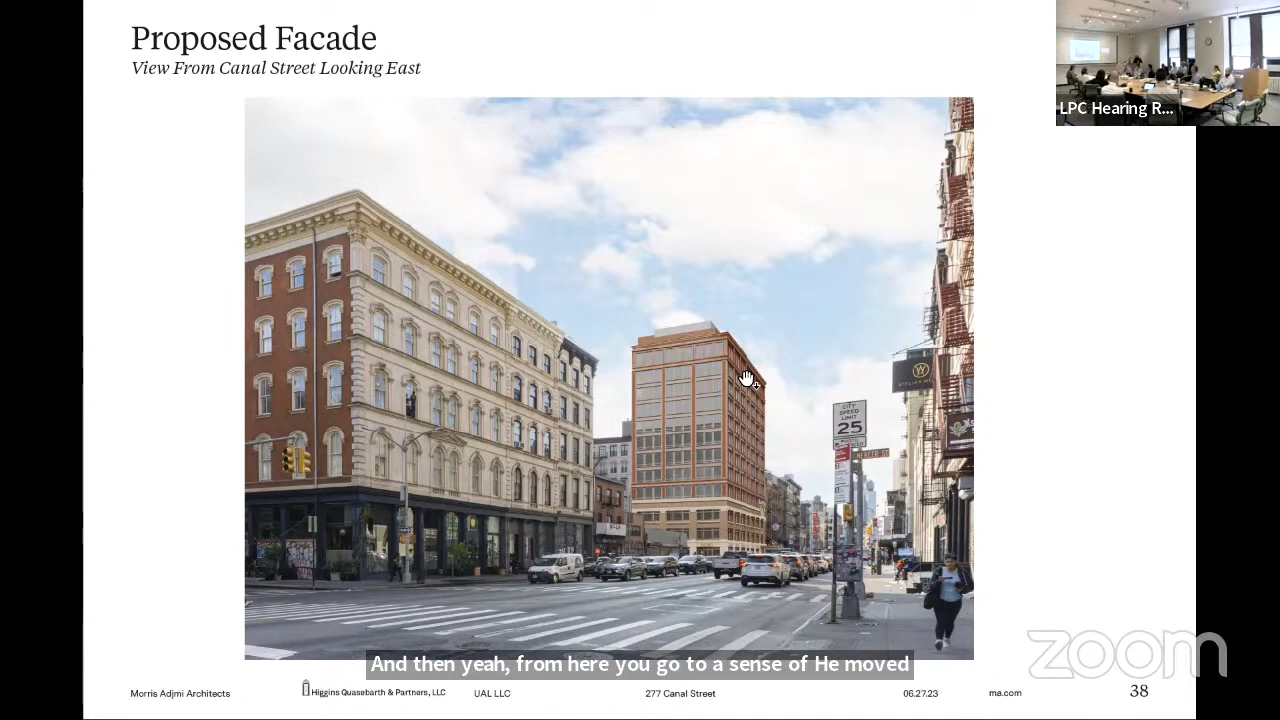 Proposed Facade
View From Canal Street Looking East
LPC Hearing R...
CITY
SPEED
LIMIT
25
MERCER ST
And then yeah, from here you go to a sense of He moved
zoom
Morris Adjmi Architects
Higgins Quasebarth & Partners, LLC
UAL LLC
277 Canal Street
06.27.23
ma.com
38